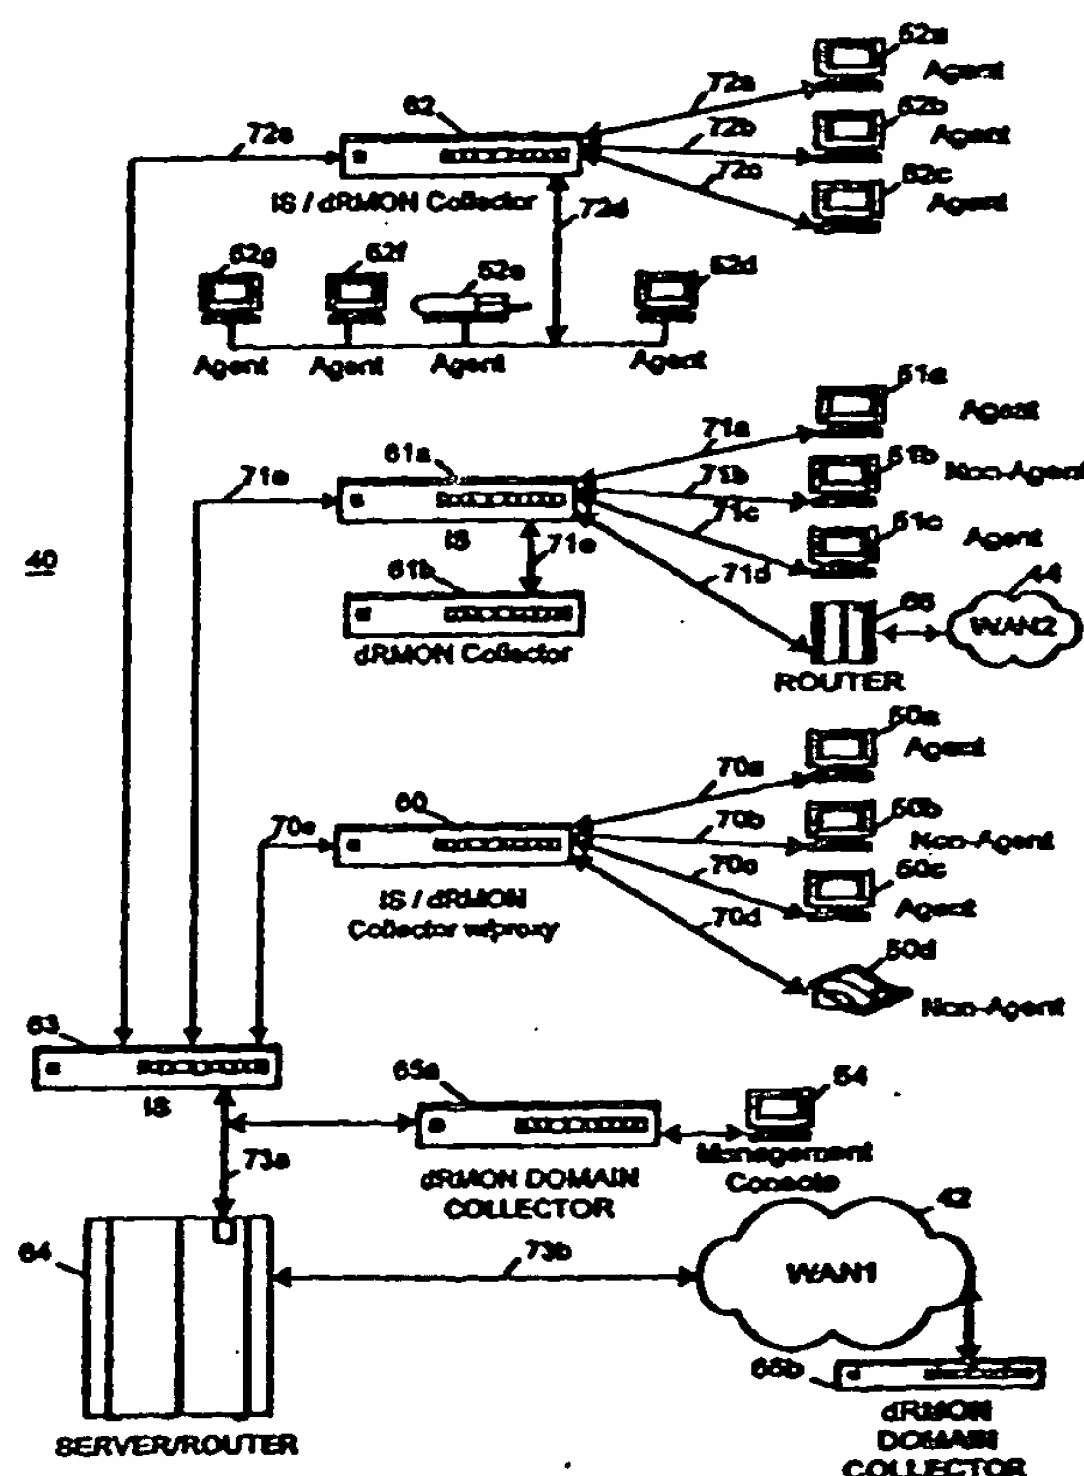 52a
Agent
72a
62
52b
72b
Agent
72e
72c
52c
IS / dRMON Collector
72d
Agent
52g
52f
52e
52d
Agent
Agent
Agent
Agent
51a
Agent
71a
61a
51b
Non-Agent
71e
71b
71c
51c
Agent
IS
71e
40
61b
71d
44
66
WAN2
dRMON Collector
ROUTER
50a
Agent
70a
60
50b
70e
70b
Non-Agent
70c
50c
IS / dRMON
Collector w/proxy
Agent
70d
50d
Non-Agent
63
65a
54
IS
73a
dRMON DOMAIN
COLLECTOR
Management
Console
42
64
73b
WAN1
65b
SERVER/ROUTER
dRMON
DOMAIN
COLLECTOR